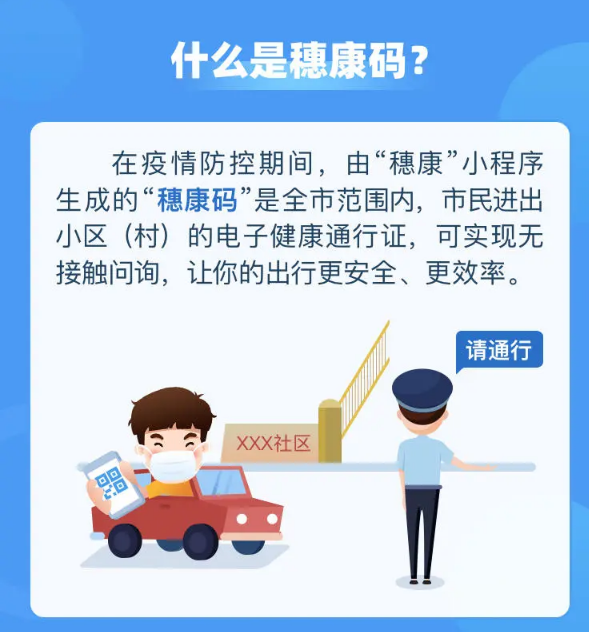 什么是穗康码？
在疫情防控期间，由“穗康”小程序
生成的“穗康码”是全市范围内，市民进出
小区（村）的电子健康通行证，可实现无
接触问询，让你的出行更安全、更效率。
请通行
XXX社区